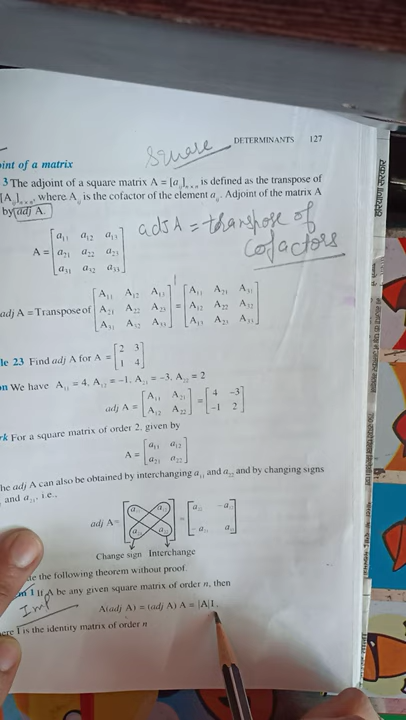 Square
DETERMINANTS 127
int of a matrix
3 The adjoint of a square matrix A = [a_ij]_n×n is defined as the transpose of
[A_ij]_n×n, where A_ij is the cofactor of the element a_ij. Adjoint of the matrix A
by adj A.
adj A = transpose of
Cofactors
A = [a₁₁ a₁₂ a₁₃
a₂₁ a₂₂ a₂₃
a₃₁ a₃₂ a₃₃]
adj A = Transpose of [A₁₁ A₁₂ A₁₃ = [A₁₁ A₂₁ A₃₁
A₂₁ A₂₂ A₂₃ A₁₂ A₂₂ A₃₂
A₃₁ A₃₂ A₃₃] A₁₃ A₂₃ A₃₃]
le 23 Find adj A for A = [2 3
1 4]
on We have A₁₁ = 4, A₁₂ = –1, A₂₁ = –3, A₂₂ = 2
adj A = [A₁₁ A₂₁ = [4 –3
A₁₂ A₂₂] –1 2]
rk For a square matrix of order 2, given by
A = [a₁₁ a₁₂
a₂₁ a₂₂]
he adj A can also be obtained by interchanging a₁₁ and a₂₂ and by changing signs
and a₂₁, i.e.,
adj A =
Change sign Interchange
te the following theorem without proof
m 1 If A be any given square matrix of order n, then
Imp
A(adj A) = (adj A) A = |A| I,
ere I is the identity matrix of order n
हरियाणा सरकार